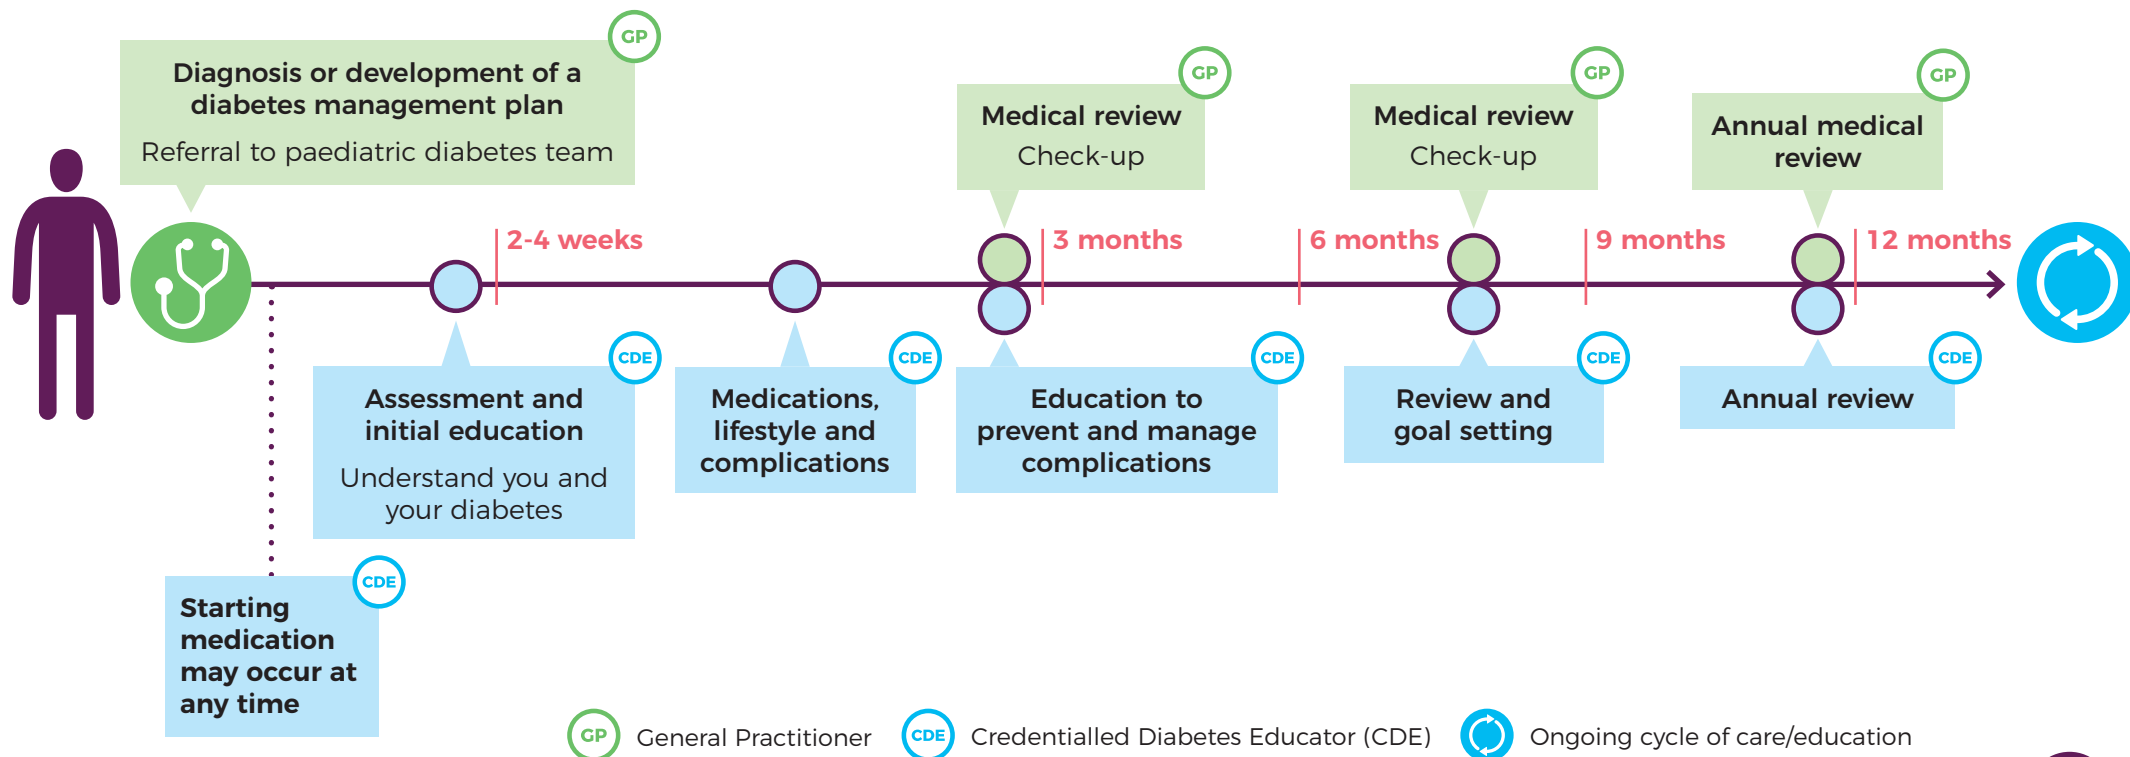 GP
Diagnosis or development of a
diabetes management plan
Referral to paediatric diabetes team
GP
Medical review
Check-up
GP
Medical review
Check-up
GP
Annual medical
review
2-4 weeks
3 months
6 months
9 months
12 months
CDE
Assessment and
initial education
Understand you and
your diabetes
CDE
Medications,
lifestyle and
complications
CDE
Education to
prevent and manage
complications
CDE
Review and
goal setting
CDE
Annual review
CDE
Starting
medication
may occur at
any time
GP General Practitioner
CDE Credentialled Diabetes Educator (CDE)
Ongoing cycle of care/education